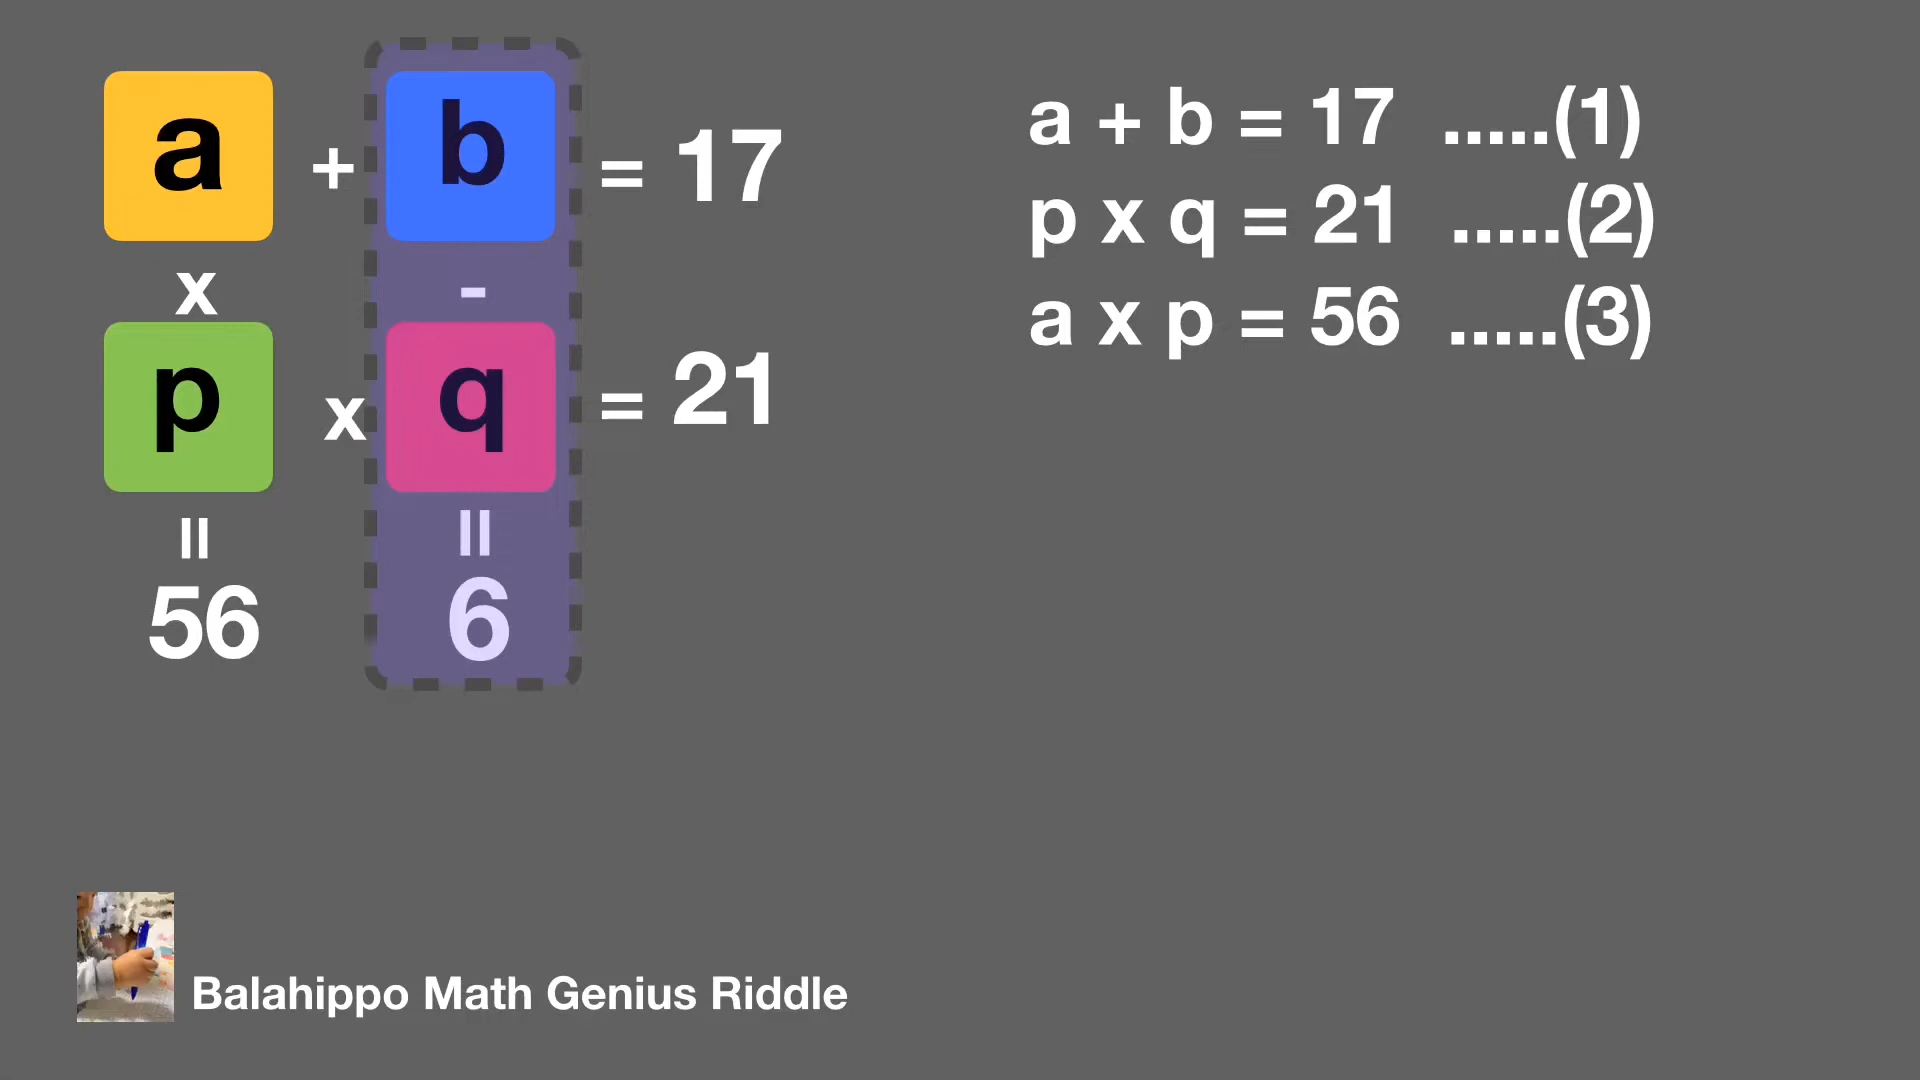 a + b = 17
x -
p x q = 21
= =
56 6
a + b = 17 .....(1)
p x q = 21 .....(2)
a x p = 56 .....(3)
Balahippo Math Genius Riddle